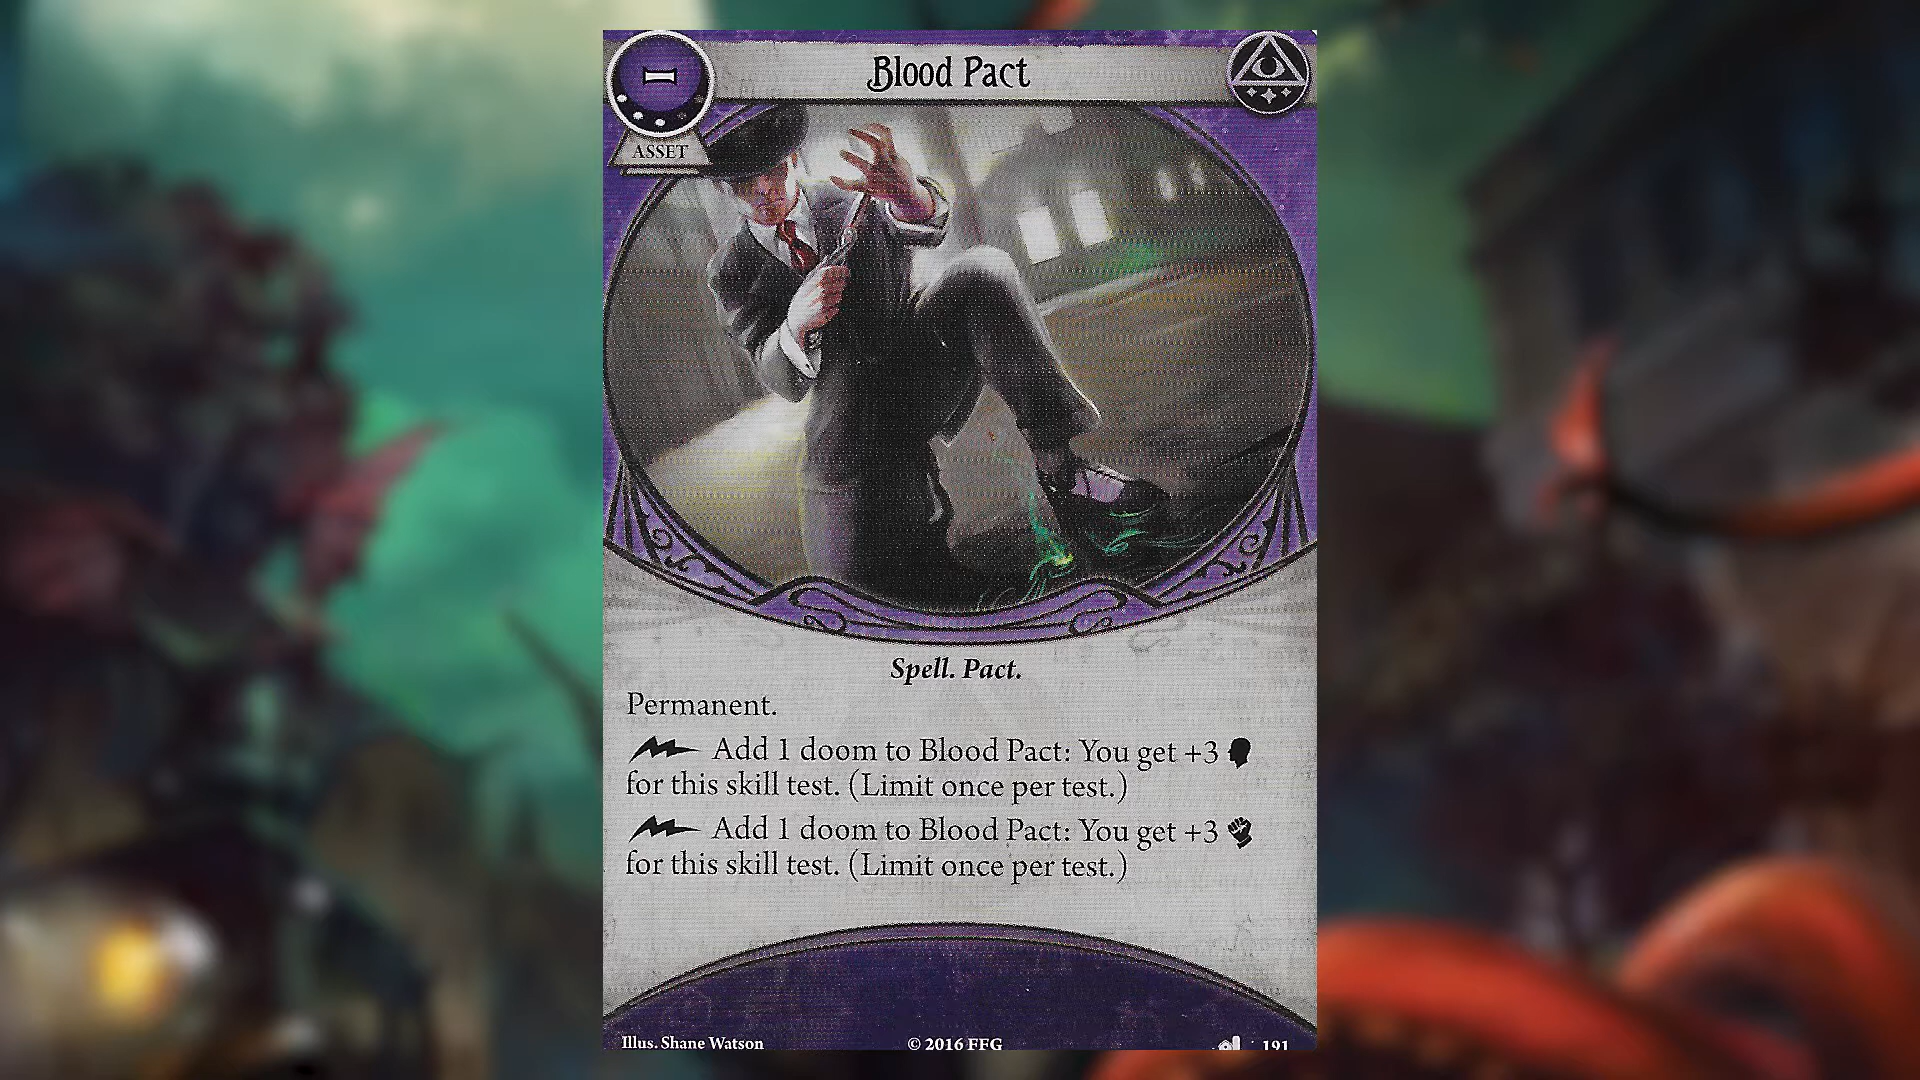 Blood Pact
ASSET
Spell. Pact.
Permanent.
Add 1 doom to Blood Pact: You get +3
for this skill test. (Limit once per test.)
Add 1 doom to Blood Pact: You get +3
for this skill test. (Limit once per test.)
Illus. Shane Watson
© 2016 FFG
191